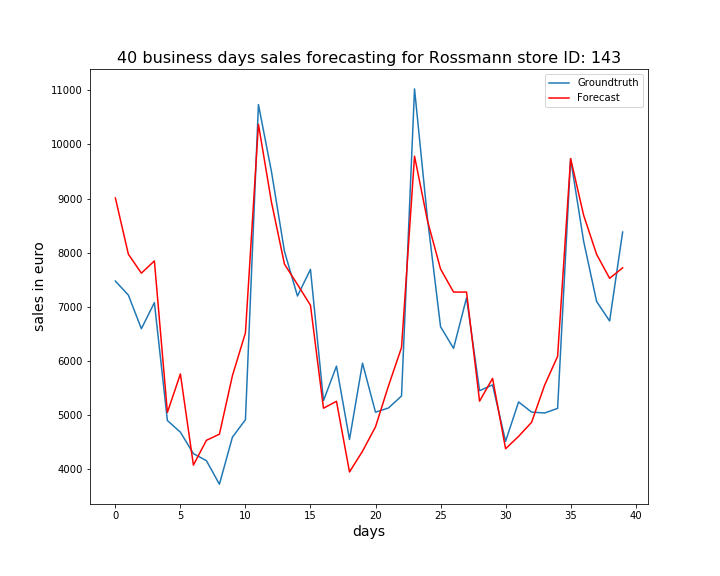 40 business days sales forecasting for Rossmann store ID: 143
Groundtruth
Forecast
11000
10000
9000
8000
7000
6000
5000
4000
sales in euro
0 5 10 15 20 25 30 35 40
days